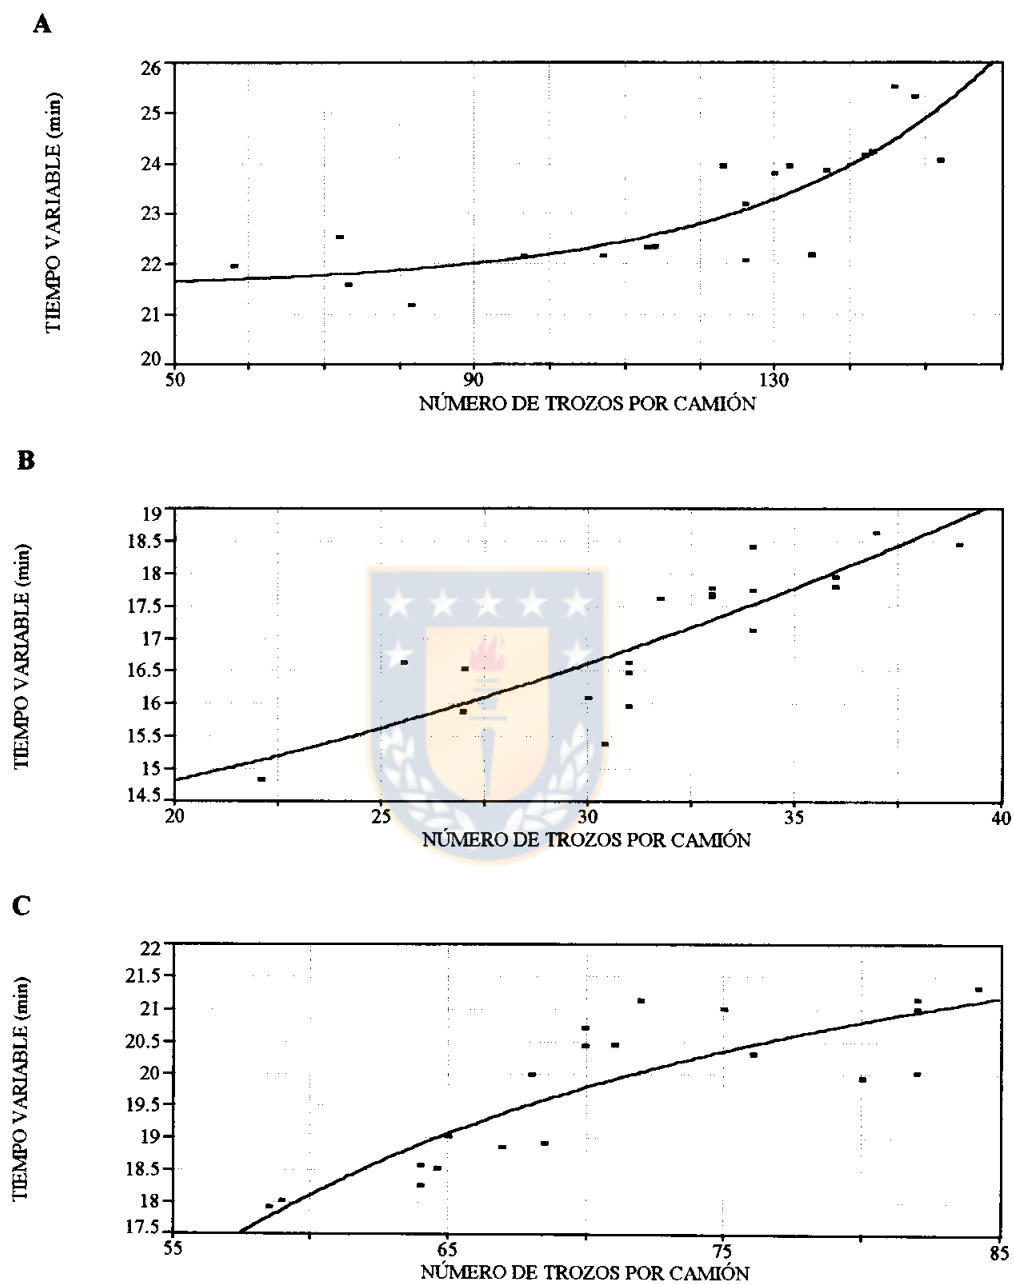 A
26
25
24
23
22
21
20
TIEMPO VARIABLE (min)
50 90 130
NÚMERO DE TROZOS POR CAMIÓN
B
19
18.5
18
17.5
17
16.5
16
15.5
15
14.5
TIEMPO VARIABLE (min)
20 25 30 35 40
NÚMERO DE TROZOS POR CAMIÓN
C
22
21.5
21
20.5
20
19.5
19
18.5
18
17.5
TIEMPO VARIABLE (min)
55 65 75 85
NÚMERO DE TROZOS POR CAMIÓN